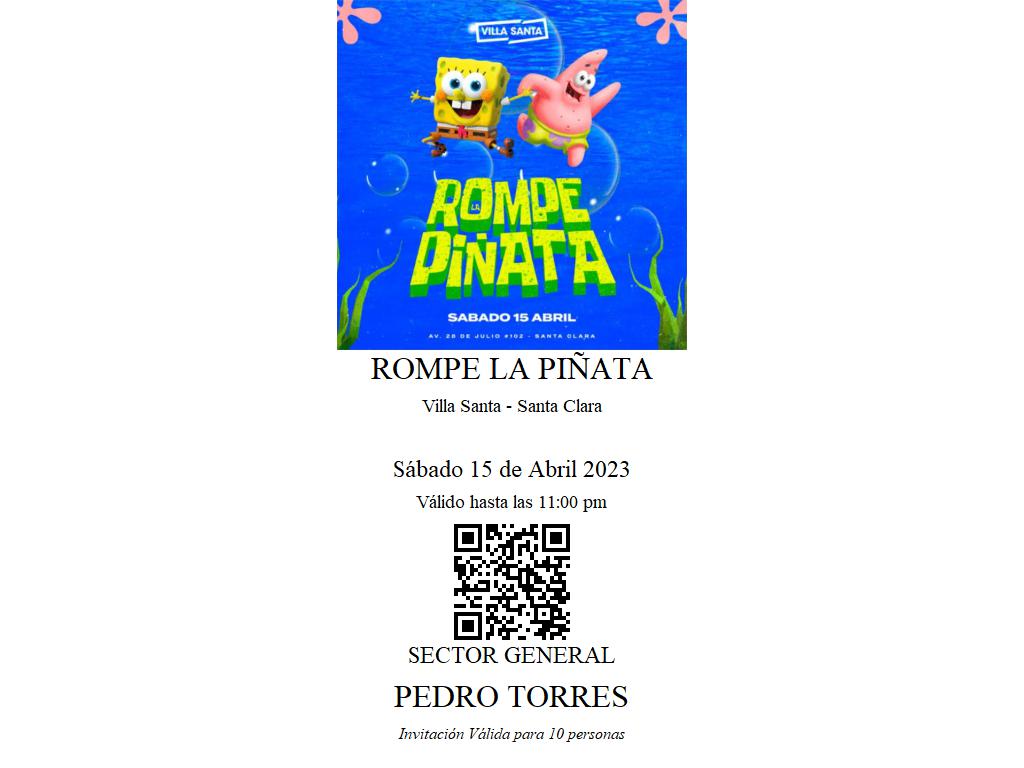 VILLA SANTA
ROMPE
LA
PIÑATA
SABADO 15 ABRIL
AV. 28 DE JULIO #102 - SANTA CLARA
ROMPE LA PIÑATA
Villa Santa - Santa Clara
Sábado 15 de Abril 2023
Válido hasta las 11:00 pm
SECTOR GENERAL
PEDRO TORRES
Invitación Válida para 10 personas